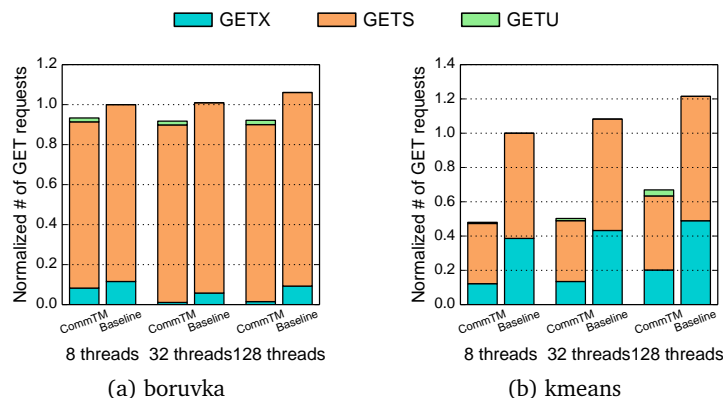 GETX GETS GETU
Normalized # of GET requests
1.2
1.0
0.8
0.6
0.4
0.2
0.0
CommTM Baseline CommTM Baseline CommTM Baseline
8 threads 32 threads 128 threads
(a) boruvka
Normalized # of GET requests
1.4
1.2
1.0
0.8
0.6
0.4
0.2
0.0
CommTM Baseline CommTM Baseline CommTM Baseline
8 threads 32 threads 128 threads
(b) kmeans